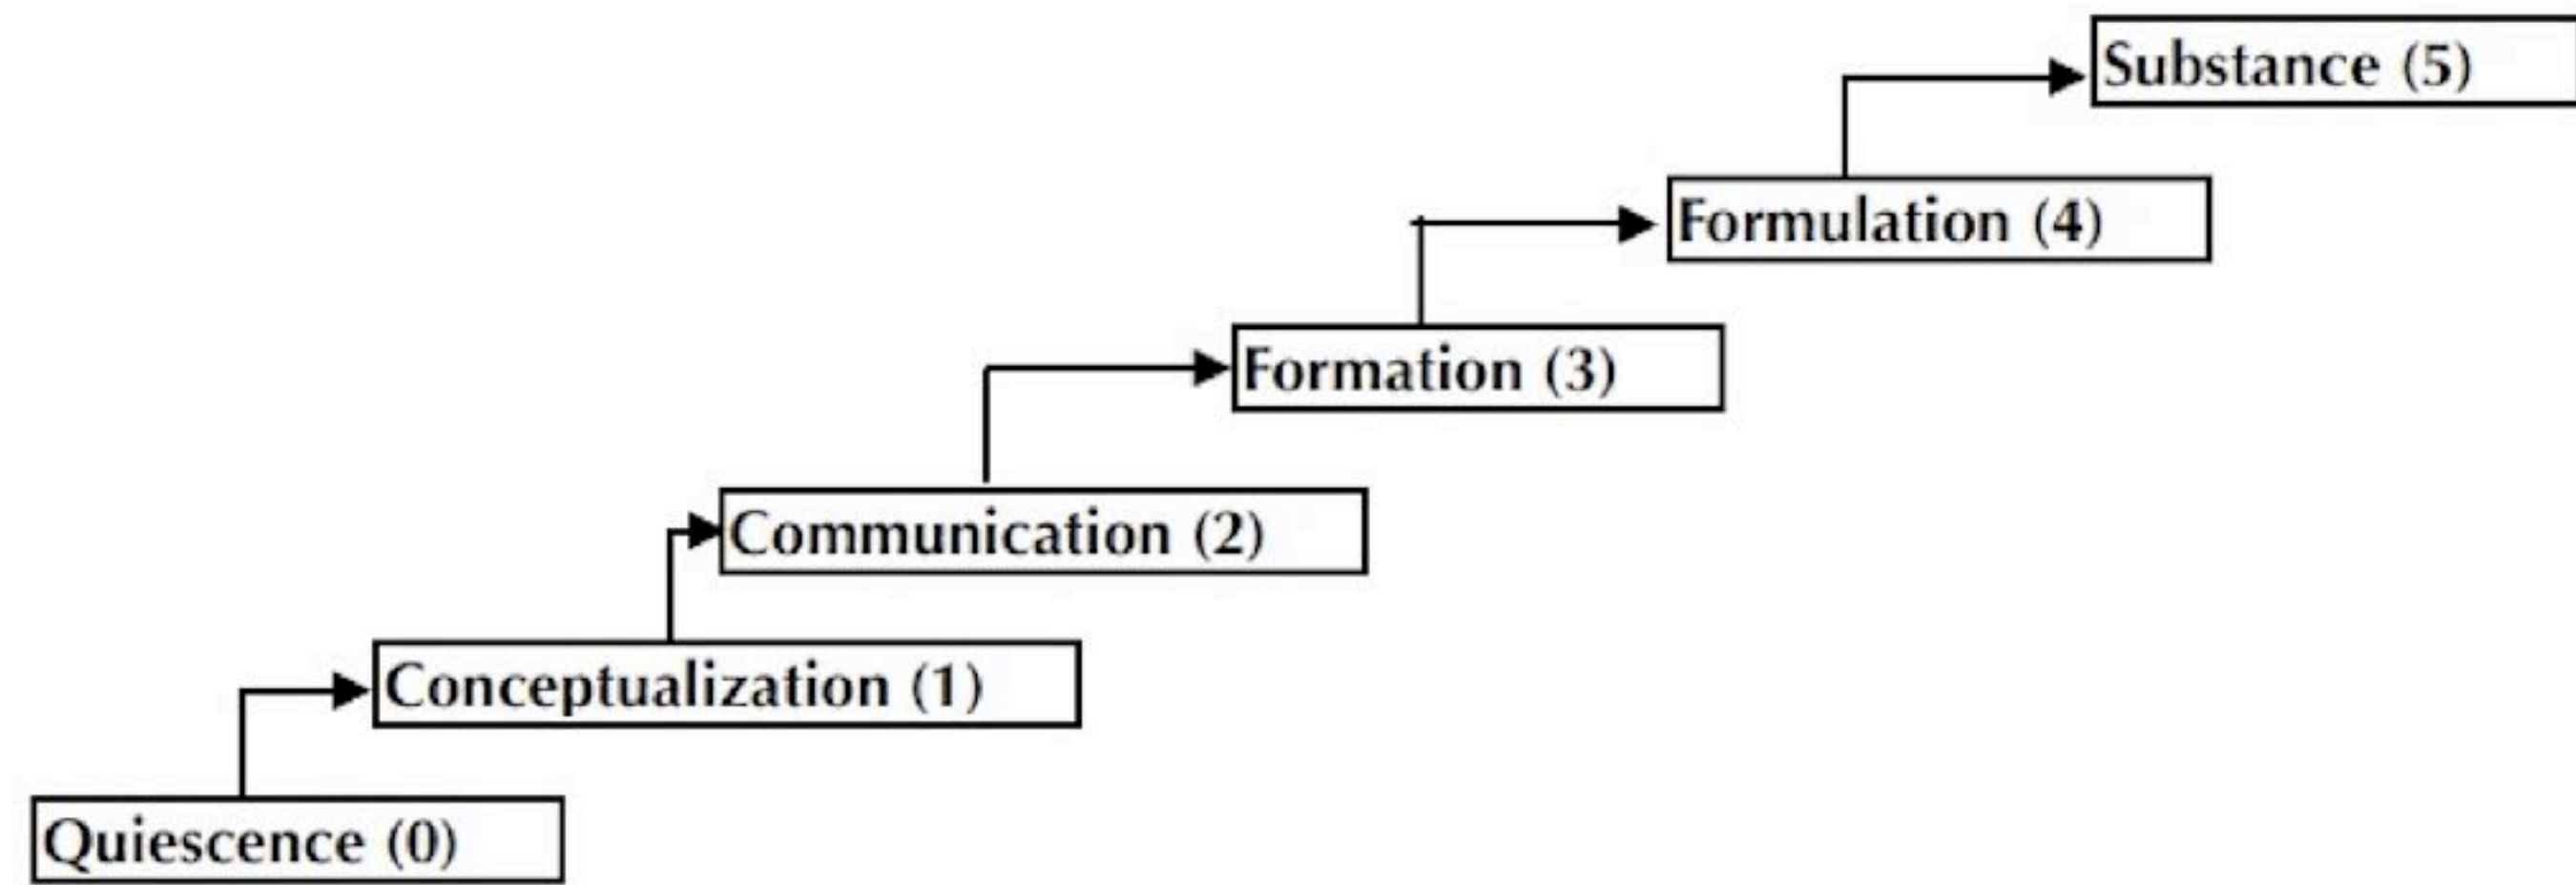 Substance (5)
Formulation (4)
Formation (3)
Communication (2)
Conceptualization (1)
Quiescence (0)